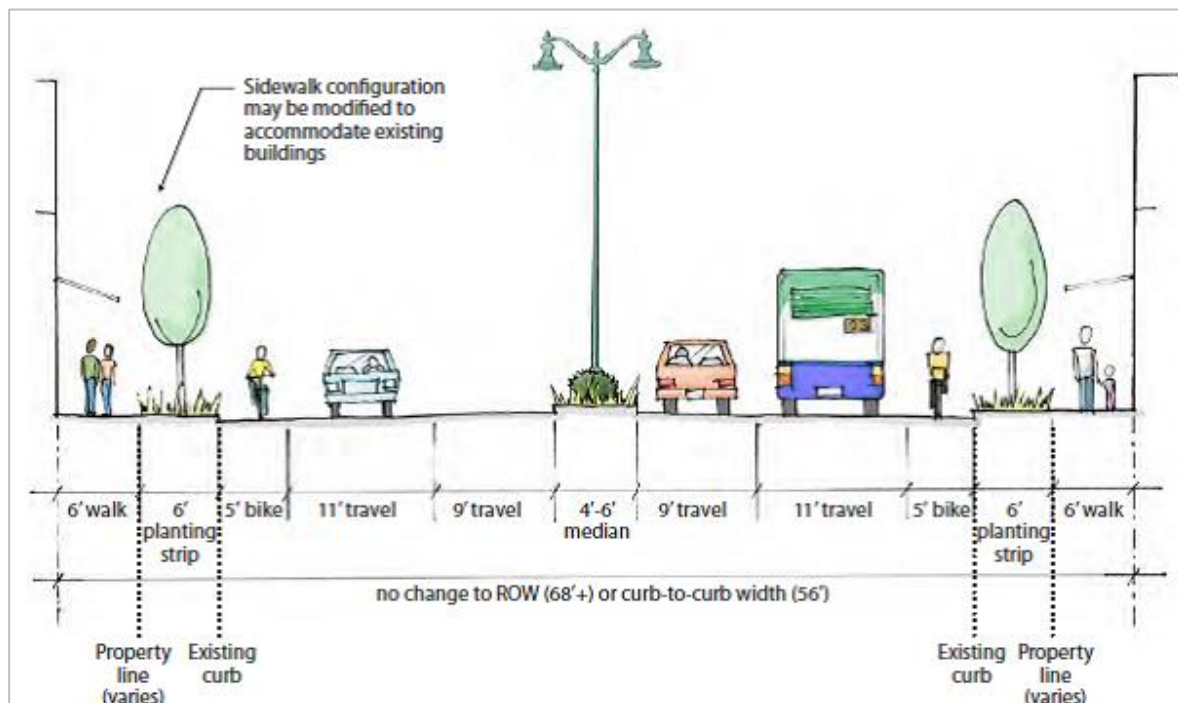 Sidewalk configuration
may be modified to
accommodate existing
buildings
6' walk
6'
planting
strip
5' bike
11' travel
9' travel
4'-6'
median
9' travel
11' travel
5' bike
6'
planting
strip
6' walk
no change to ROW (68'+) or curb-to-curb width (56')
Property
line
(varies)
Existing
curb
Existing
curb
Property
line
(varies)